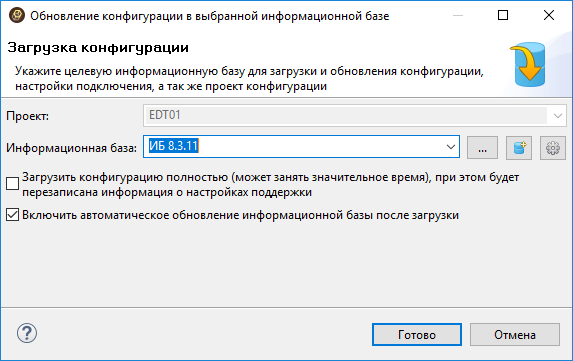 Обновление конфигурации в выбранной информационной базе
Загрузка конфигурации
Укажите целевую информационную базу для загрузки и обновления конфигурации,
настройки подключения, а так же проект конфигурации
Проект:
EDT01
Информационная база:
ИБ 8.3.11
...
Загрузить конфигурацию полностью (может занять значительное время), при этом будет
перезаписана информация о настройках поддержки
Включить автоматическое обновление информационной базы после загрузки
?
Готово
Отмена